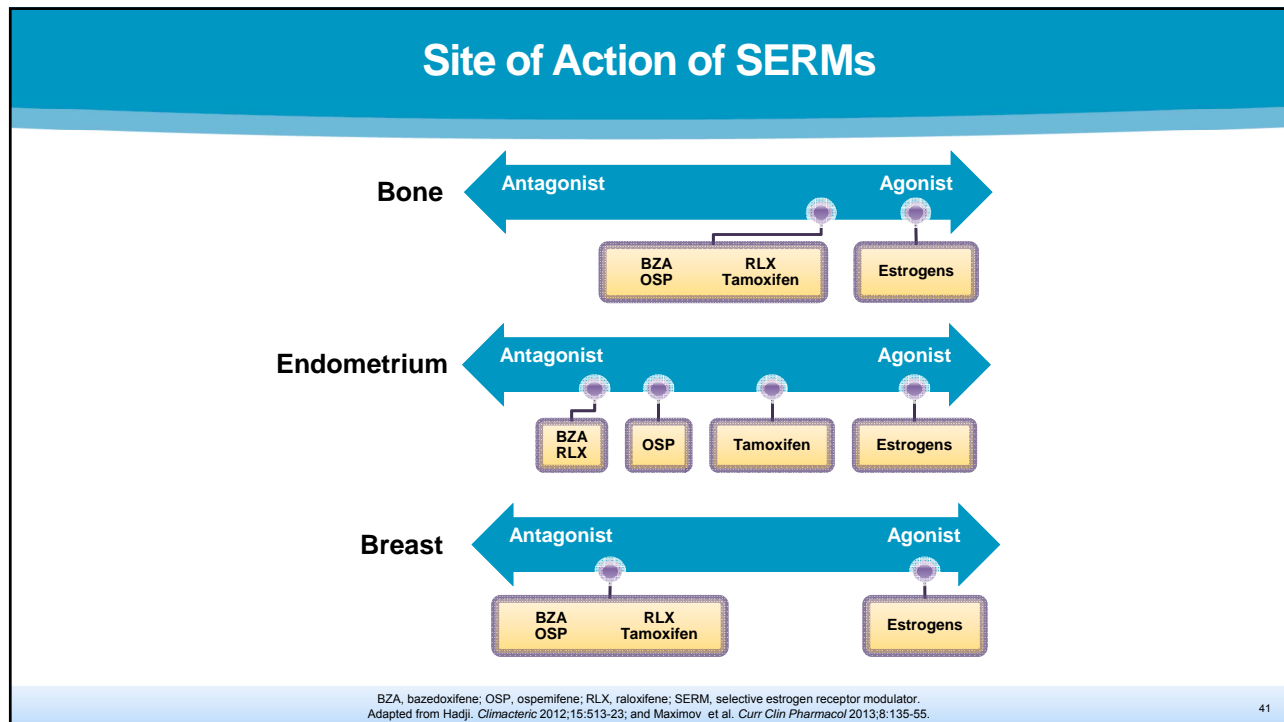 Site of Action of SERMs
Bone
Antagonist Agonist
BZA RLX
OSP Tamoxifen
Estrogens
Endometrium
Antagonist Agonist
BZA
RLX
OSP
Tamoxifen
Estrogens
Breast
Antagonist Agonist
BZA RLX
OSP Tamoxifen
Estrogens
BZA, bazedoxifene; OSP, ospemifene; RLX, raloxifene; SERM, selective estrogen receptor modulator.
Adapted from Hadji. Climacteric 2012;15:513-23; and Maximov et al. Curr Clin Pharmacol 2013;8:135-55.
41